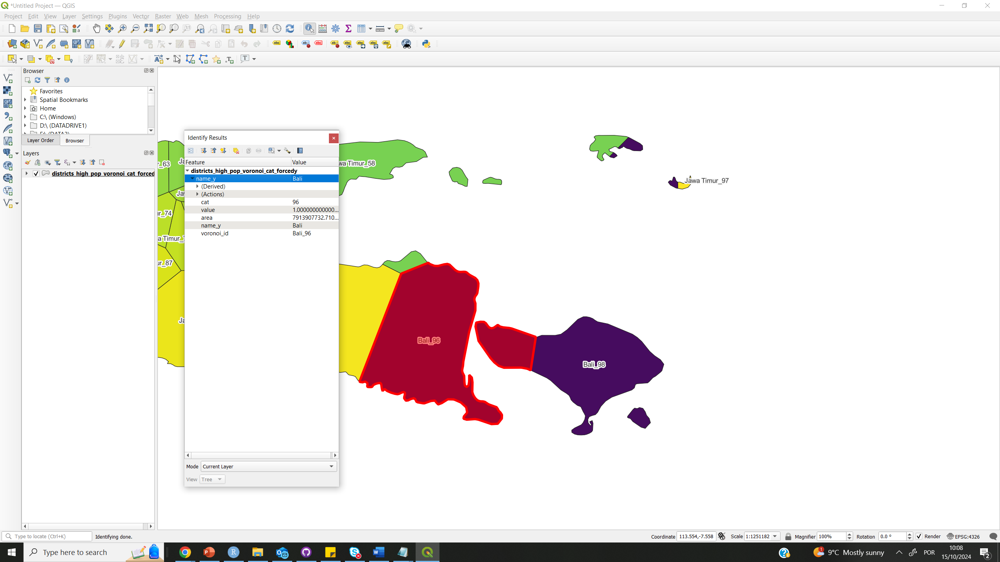 *Untitled Project — QGIS
Project Edit View Layer Settings Plugins Vector Raster Web Mesh Processing Help
Browser
Favorites
Spatial Bookmarks
Home
C:\ (Windows)
D:\ (DATADRIVE1)
Layer Order Browser
Layers
districts_high_pop_voronoi_cat_forced
Identify Results
Feature Value
districts_high_pop_voronoi_cat_forcedy
name_y Bali
(Derived)
(Actions)
cat 96
value 1.000000000000...
area 7913907732.710...
name_y Bali
voronoi_id Bali_96
Mode Current Layer
View Tree
r_63
Ja
wa Timur_58
Jawa Timur_97
r_74
a Timur_
ur_87
Ja
Bali_96
Bali_98
Type to locate (Ctrl+K) Identifying done. Coordinate 113.554,-7.558 Scale 1:1251182 Magnifier 100% Rotation 0.0 ° Render EPSG:4326
Type here to search 9°C Mostly sunny POR 10:08
15/10/2024
2